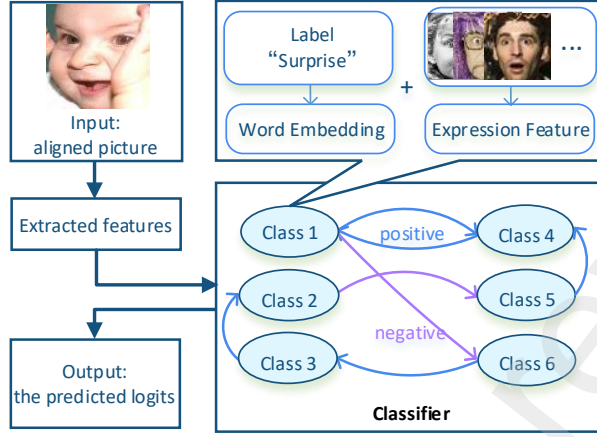 Input:
aligned picture
Extracted features
Output:
the predicted logits
Label
“Surprise”
+
...
Word Embedding
Expression Feature
Class 1
positive
Class 4
Class 2
Class 5
negative
Class 3
Class 6
Classifier